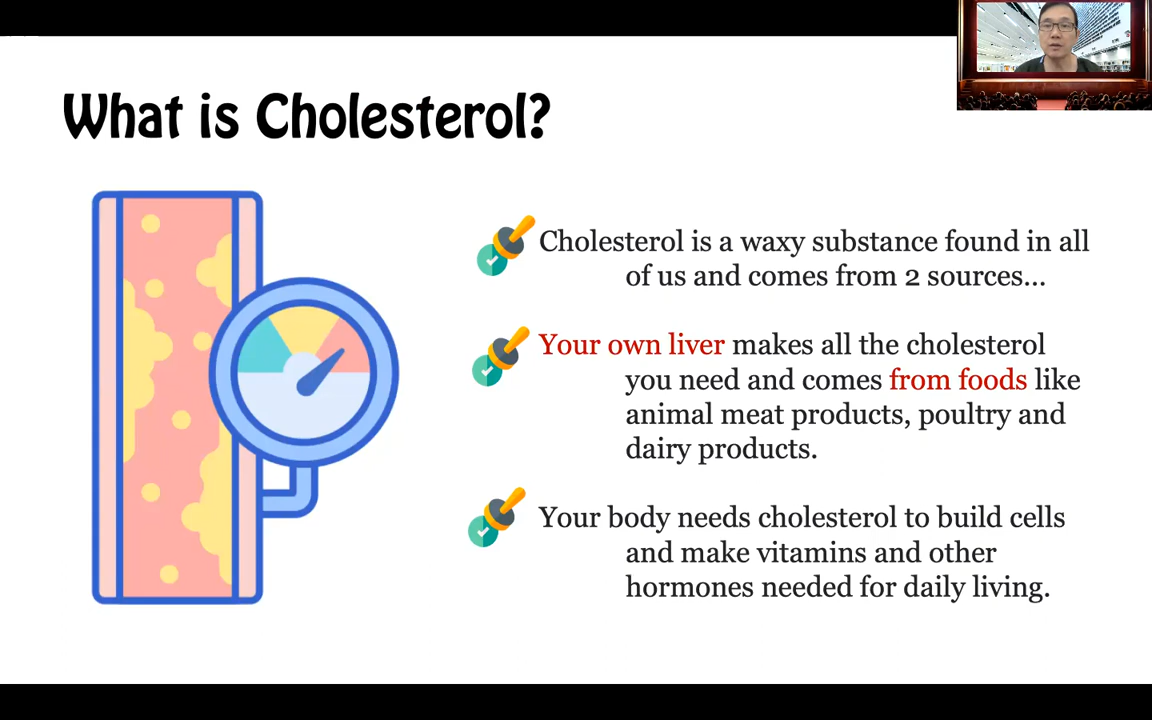 What is Cholesterol?
Cholesterol is a waxy substance found in all
of us and comes from 2 sources...
Your own liver makes all the cholesterol
you need and comes from foods like
animal meat products, poultry and
dairy products.
Your body needs cholesterol to build cells
and make vitamins and other
hormones needed for daily living.